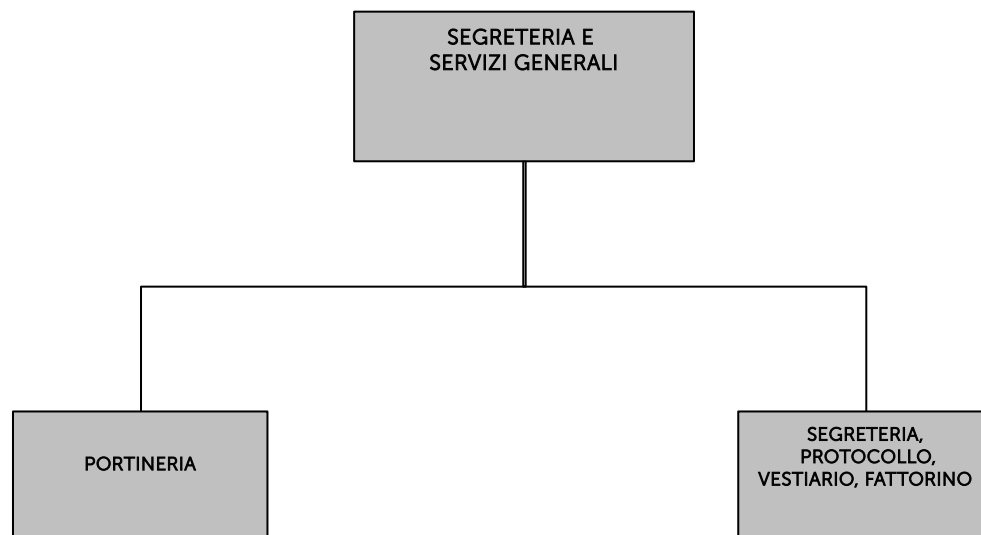 SEGRETERIA E
SERVIZI GENERALI
PORTINERIA
SEGRETERIA,
PROTOCOLLO,
VESTIARIO, FATTORINO